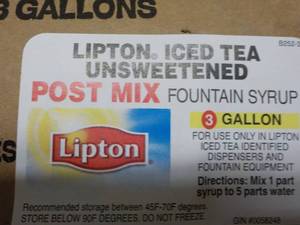 3 GALLONS
LIPTON® ICED TEA
UNSWEETENED
POST MIX FOUNTAIN SYRUP
3 GALLON
FOR USE ONLY IN LIPTON
ICED TEA IDENTIFIED
DISPENSERS AND
FOUNTAIN EQUIPMENT
Lipton
Directions: Mix 1 part
syrup to 5 parts water
Recommended storage between 45F-70F degrees.
STORE BELOW 90F DEGREES. DO NOT FREEZE
GIN #0058248